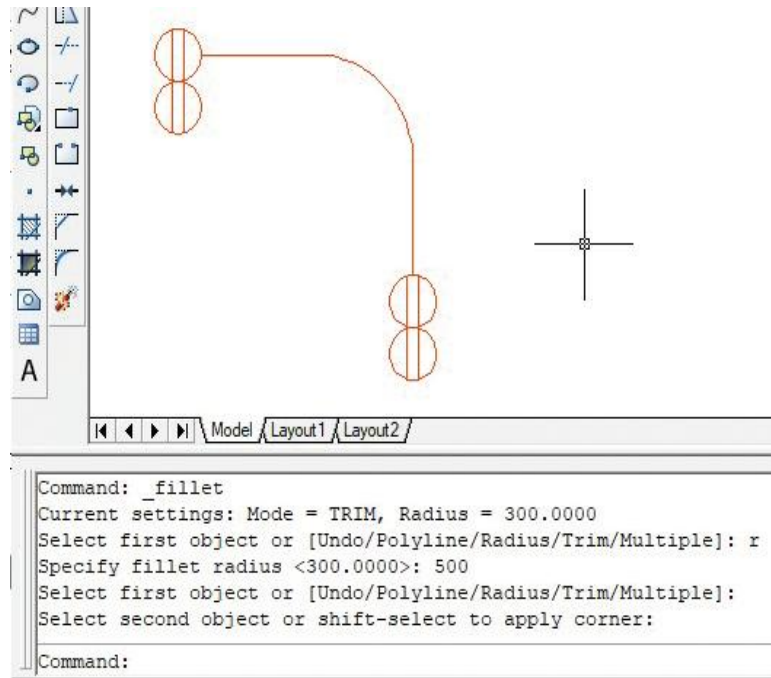 A
Model
Layout1
Layout2
Command: _fillet
Current settings: Mode = TRIM, Radius = 300.0000
Select first object or [Undo/Polyline/Radius/Trim/Multiple]: r
Specify fillet radius <300.0000>: 500
Select first object or [Undo/Polyline/Radius/Trim/Multiple]:
Select second object or shift-select to apply corner:
Command: